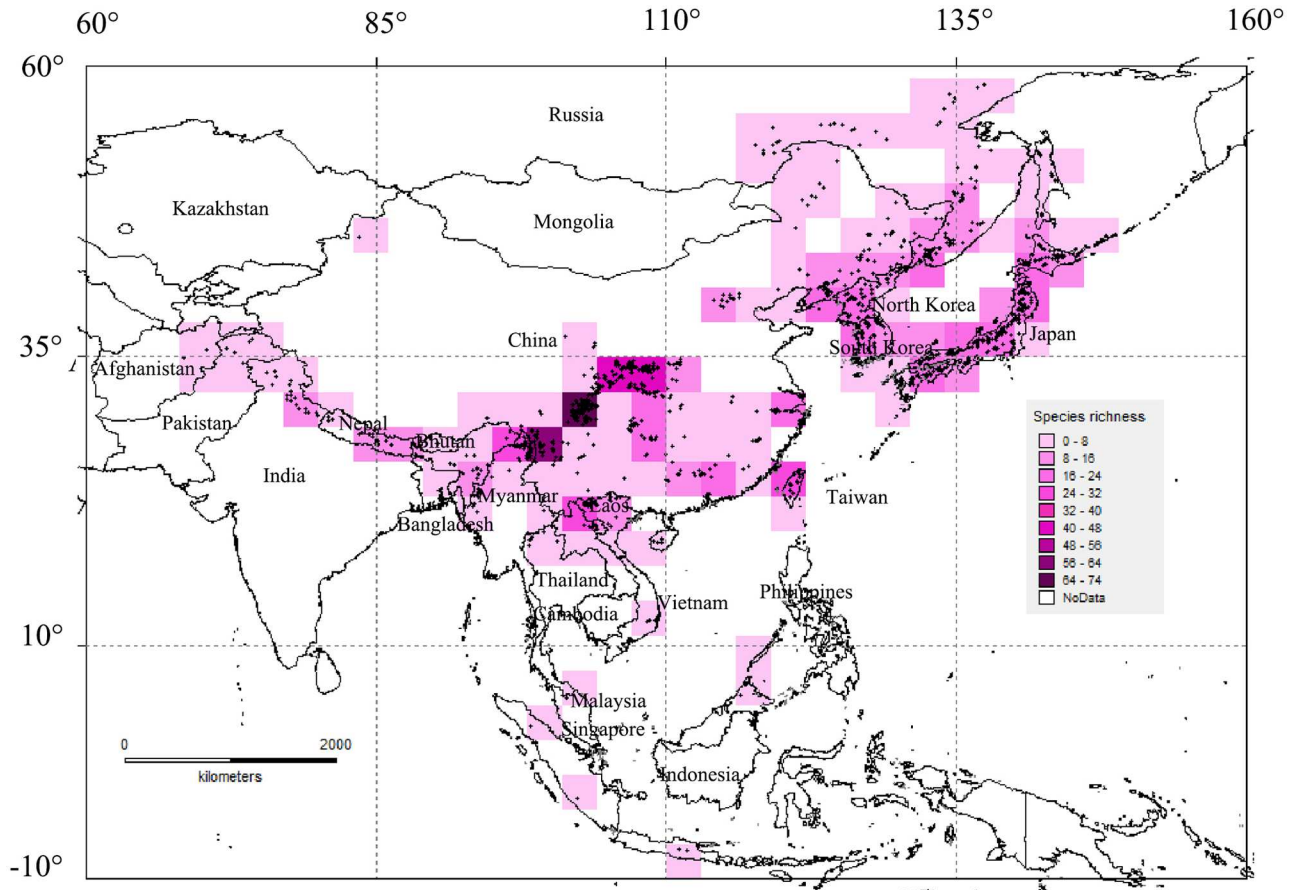 60° 85° 110° 135° 160°
60°
Russia
Kazakhstan
Mongolia
North Korea
China
South Korea
Japan
35°
Afghanistan
Pakistan
Nepal
Bhutan
India
Myanmar
Laos
Taiwan
Bangladesh
Thailand
Cambodia
Vietnam
Philippines
10°
Malaysia
Singapore
Indonesia
-10°
0 2000
kilometers
Species richness
0 - 8
8 - 16
16 - 24
24 - 32
32 - 40
40 - 48
48 - 56
56 - 64
64 - 74
NoData